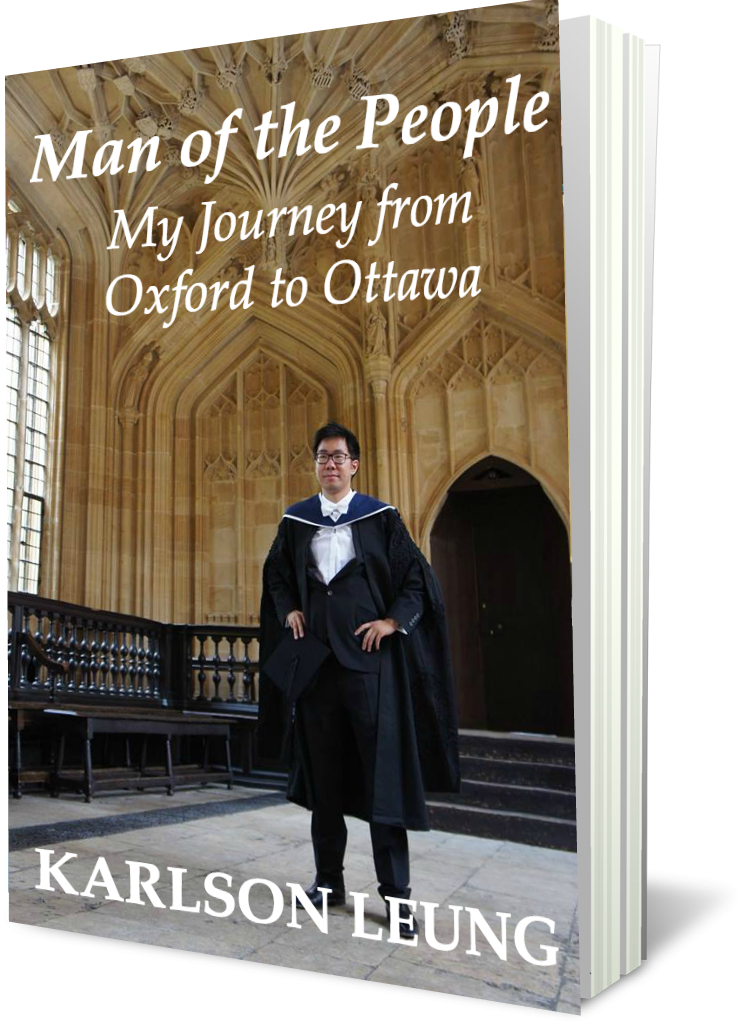 Man of the People
My Journey from
Oxford to Ottawa
KARLSON LEUNG